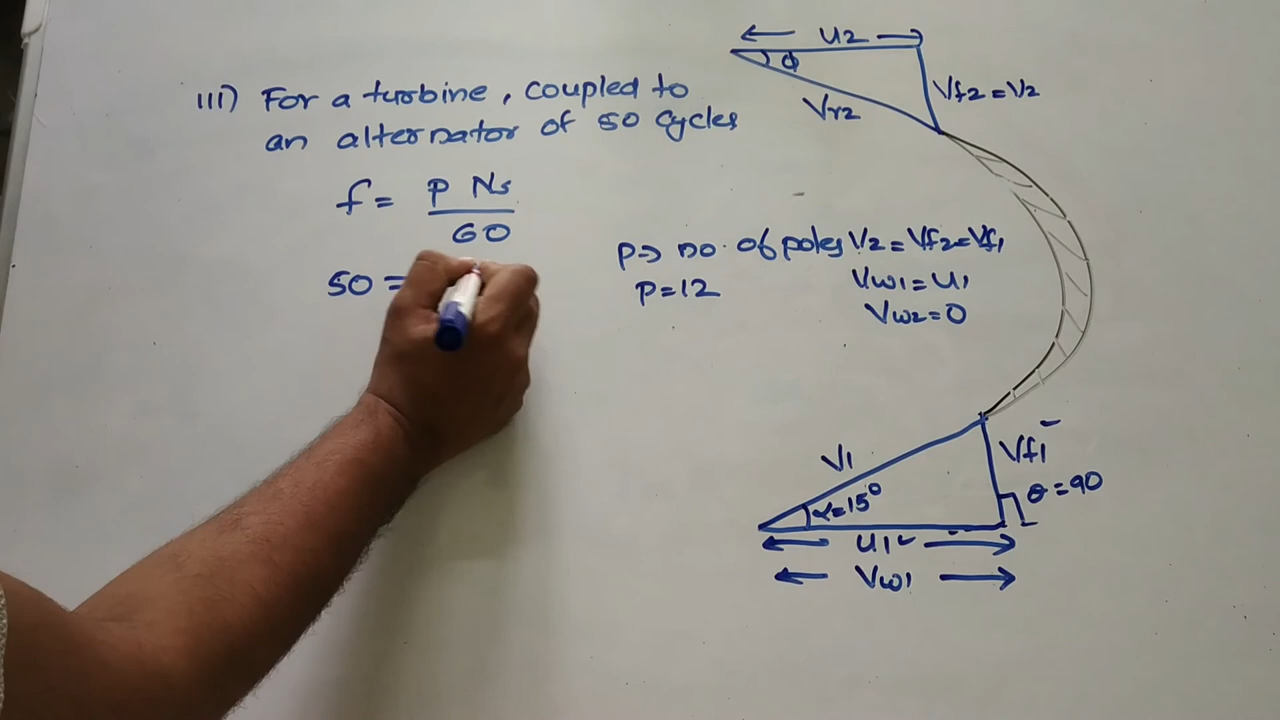 III) For a turbine, coupled to
an alternator of 50 cycles
f = P Ns
60
50 =
P→ no. of poles
P=12
V2 = Vf2 = Vf1
Vw1 = U1
Vw2 = 0
U2
ϕ
Vr2
Vf2 = V2
V1
α=15°
Vf1
θ=90
U1
Vw1